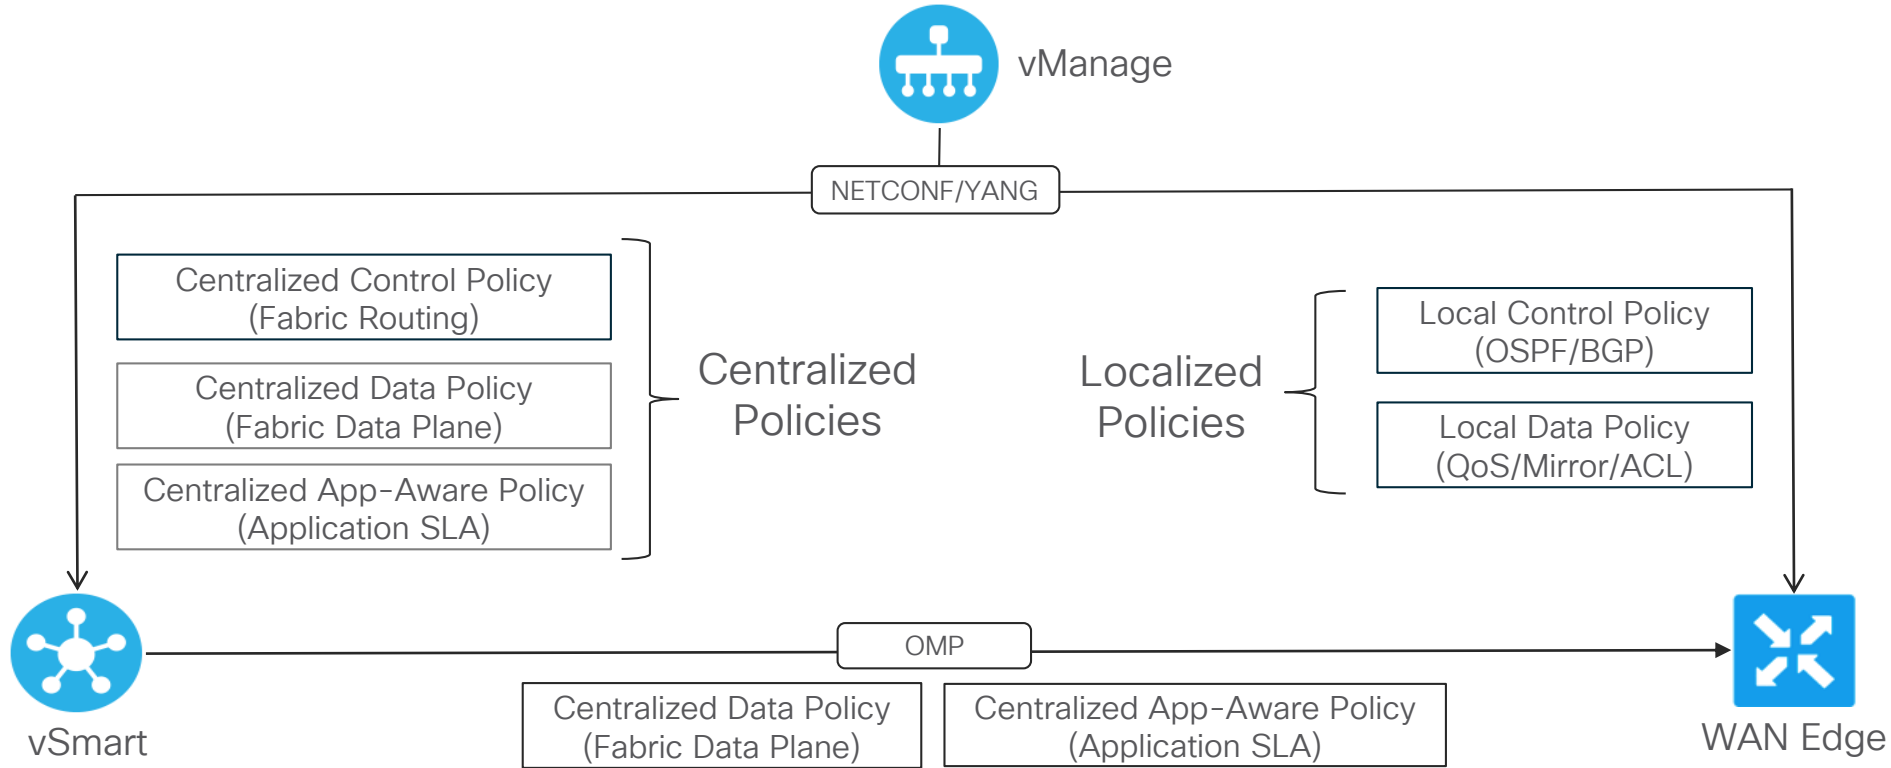 vManage
NETCONF/YANG
Centralized Control Policy
(Fabric Routing)
Centralized Data Policy
(Fabric Data Plane)
Centralized App-Aware Policy
(Application SLA)
Centralized
Policies
Localized
Policies
Local Control Policy
(OSPF/BGP)
Local Data Policy
(QoS/Mirror/ACL)
OMP
Centralized Data Policy
(Fabric Data Plane)
Centralized App-Aware Policy
(Application SLA)
vSmart
WAN Edge